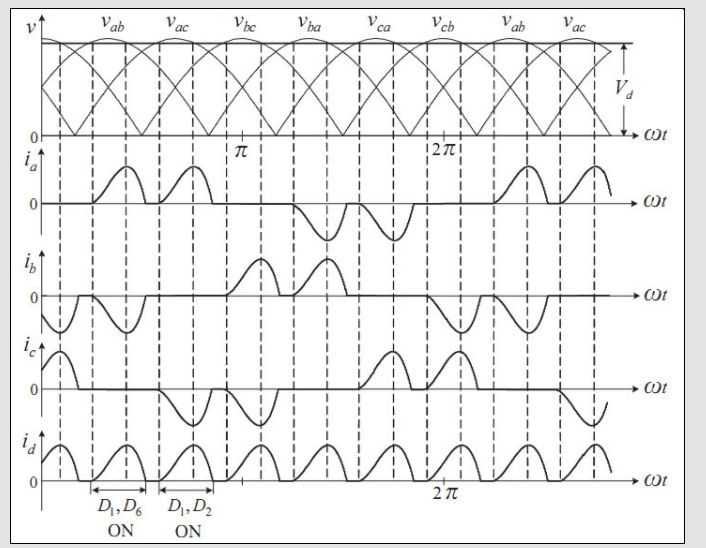 v v_ab v_ac v_bc v_ba v_ca v_cb v_ab v_ac
V_d
0 π 2π ωt
i_a
0 ωt
i_b
0 ωt
i_c
0 ωt
i_d
0 2π ωt
D_1, D_6 D_1, D_2
ON ON